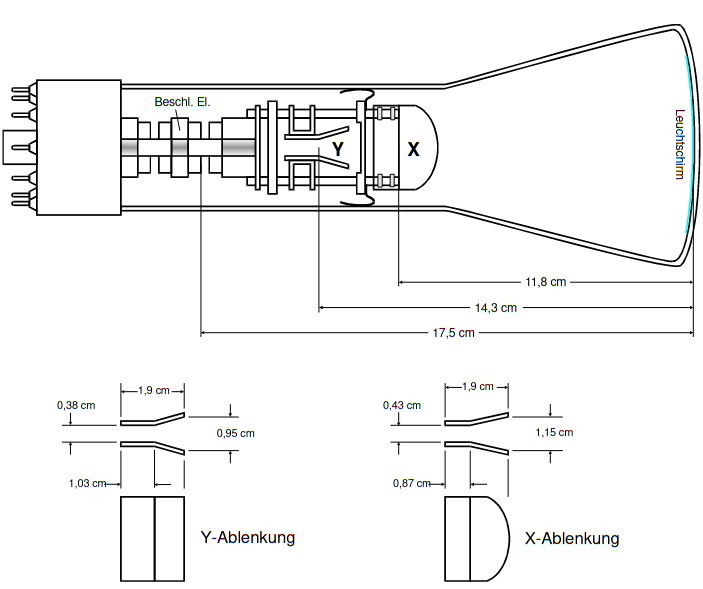 Beschl. El.
Y
X
Leuchtschirm
11,8 cm
14,3 cm
17,5 cm
1,9 cm
0,38 cm
0,95 cm
1,03 cm
Y-Ablenkung
1,9 cm
0,43 cm
1,15 cm
0,87 cm
X-Ablenkung